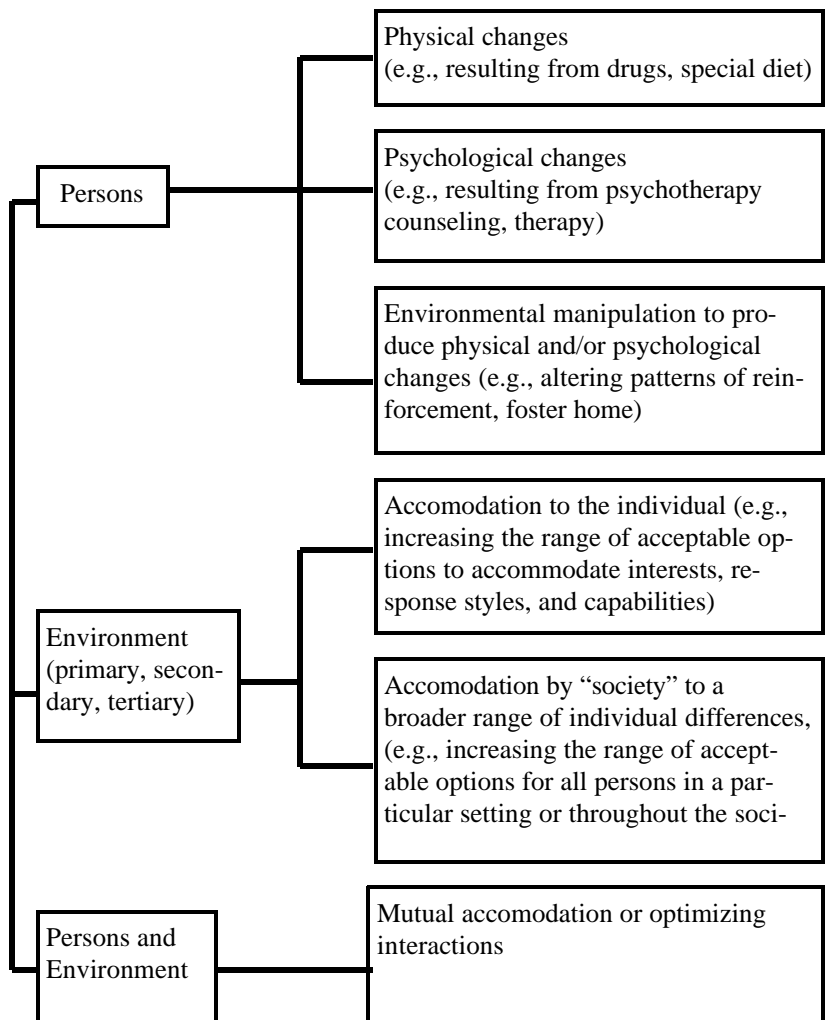 Physical changes
(e.g., resulting from drugs, special diet)
Persons
Psychological changes
(e.g., resulting from psychotherapy
counseling, therapy)
Environmental manipulation to pro-
duce physical and/or psychological
changes (e.g., altering patterns of rein-
forcement, foster home)
Environment
(primary, secon-
dary, tertiary)
Accomodation to the individual (e.g.,
increasing the range of acceptable op-
tions to accommodate interests, re-
sponse styles, and capabilities)
Accomodation by “society” to a
broader range of individual differences,
(e.g., increasing the range of accept-
able options for all persons in a par-
ticular setting or throughout the soci-
Persons and
Environment
Mutual accomodation or optimizing
interactions